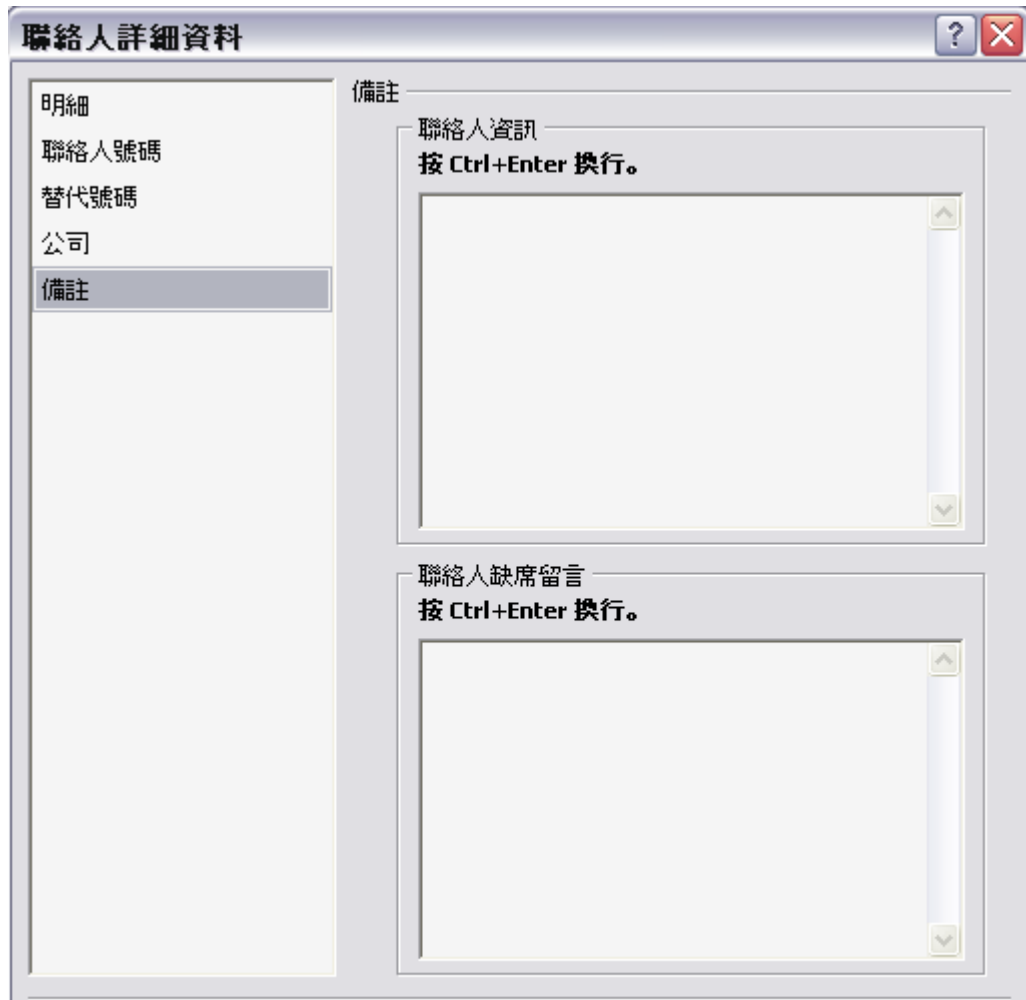 聯絡人詳細資料
明細
聯絡人號碼
替代號碼
公司
備註
備註
聯絡人資訊
按 Ctrl+Enter 換行。
聯絡人缺席留言
按 Ctrl+Enter 換行。